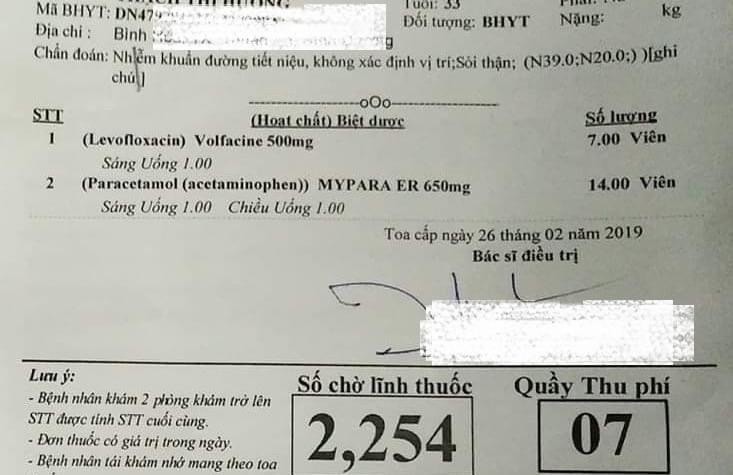 Mã BHYT: DN479
Tuổi: 33
Địa chỉ : Bình
Đối tượng: BHYT Nặng: kg
Chẩn đoán: Nhiễm khuẩn đường tiết niệu, không xác định vị trí;Sỏi thận; (N39.0;N20.0;) )[ghi
chú]
oOo
STT (Hoạt chất) Biệt dược Số lượng
1 (Levofloxacin) Volfacine 500mg 7.00 Viên
Sáng Uống 1.00
2 (Paracetamol (acetaminophen)) MYPARA ER 650mg 14.00 Viên
Sáng Uống 1.00 Chiều Uống 1.00
Toa cấp ngày 26 tháng 02 năm 2019
Bác sĩ điều trị
Lưu ý:
- Bệnh nhân khám 2 phòng khám trở lên
STT được tính STT cuối cùng.
- Đơn thuốc có giá trị trong ngày.
- Bệnh nhân tái khám nhớ mang theo toa
Số chờ lĩnh thuốc
2,254
Quầy Thu phí
07